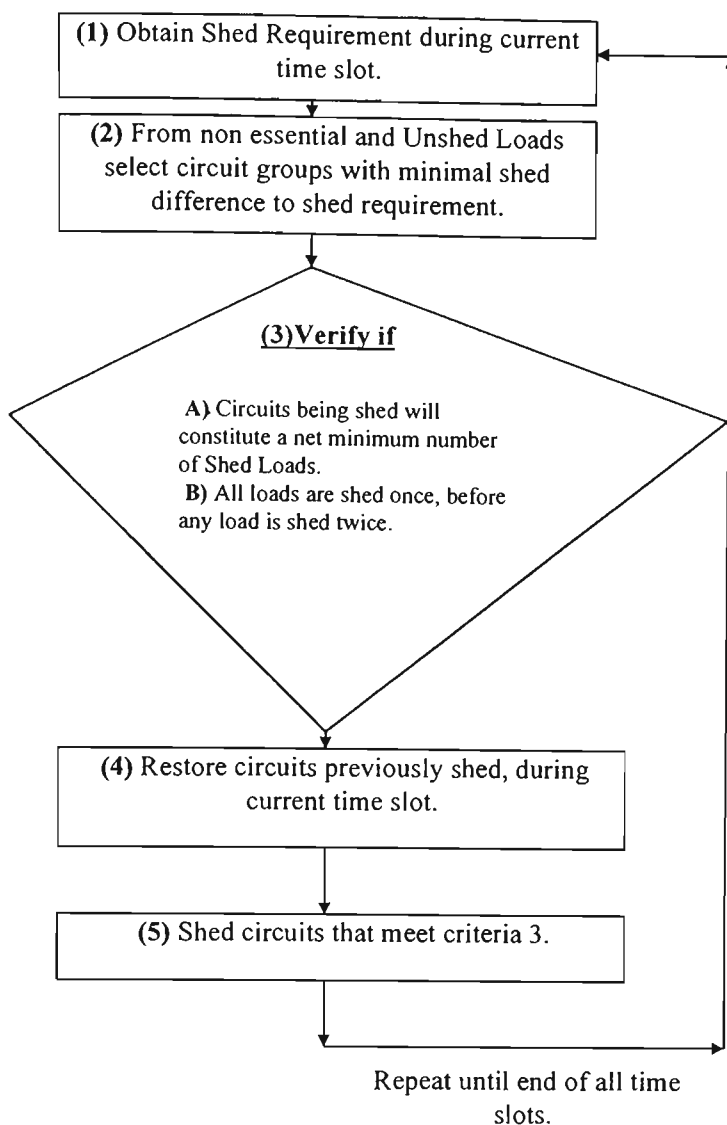 (1) Obtain Shed Requirement during current
time slot.
(2) From non essential and Unshed Loads
select circuit groups with minimal shed
difference to shed requirement.
(3)Verify if
A) Circuits being shed will
constitute a net minimum number
of Shed Loads.
B) All loads are shed once, before
any load is shed twice.
(4) Restore circuits previously shed, during
current time slot.
(5) Shed circuits that meet criteria 3.
Repeat until end of all time
slots.